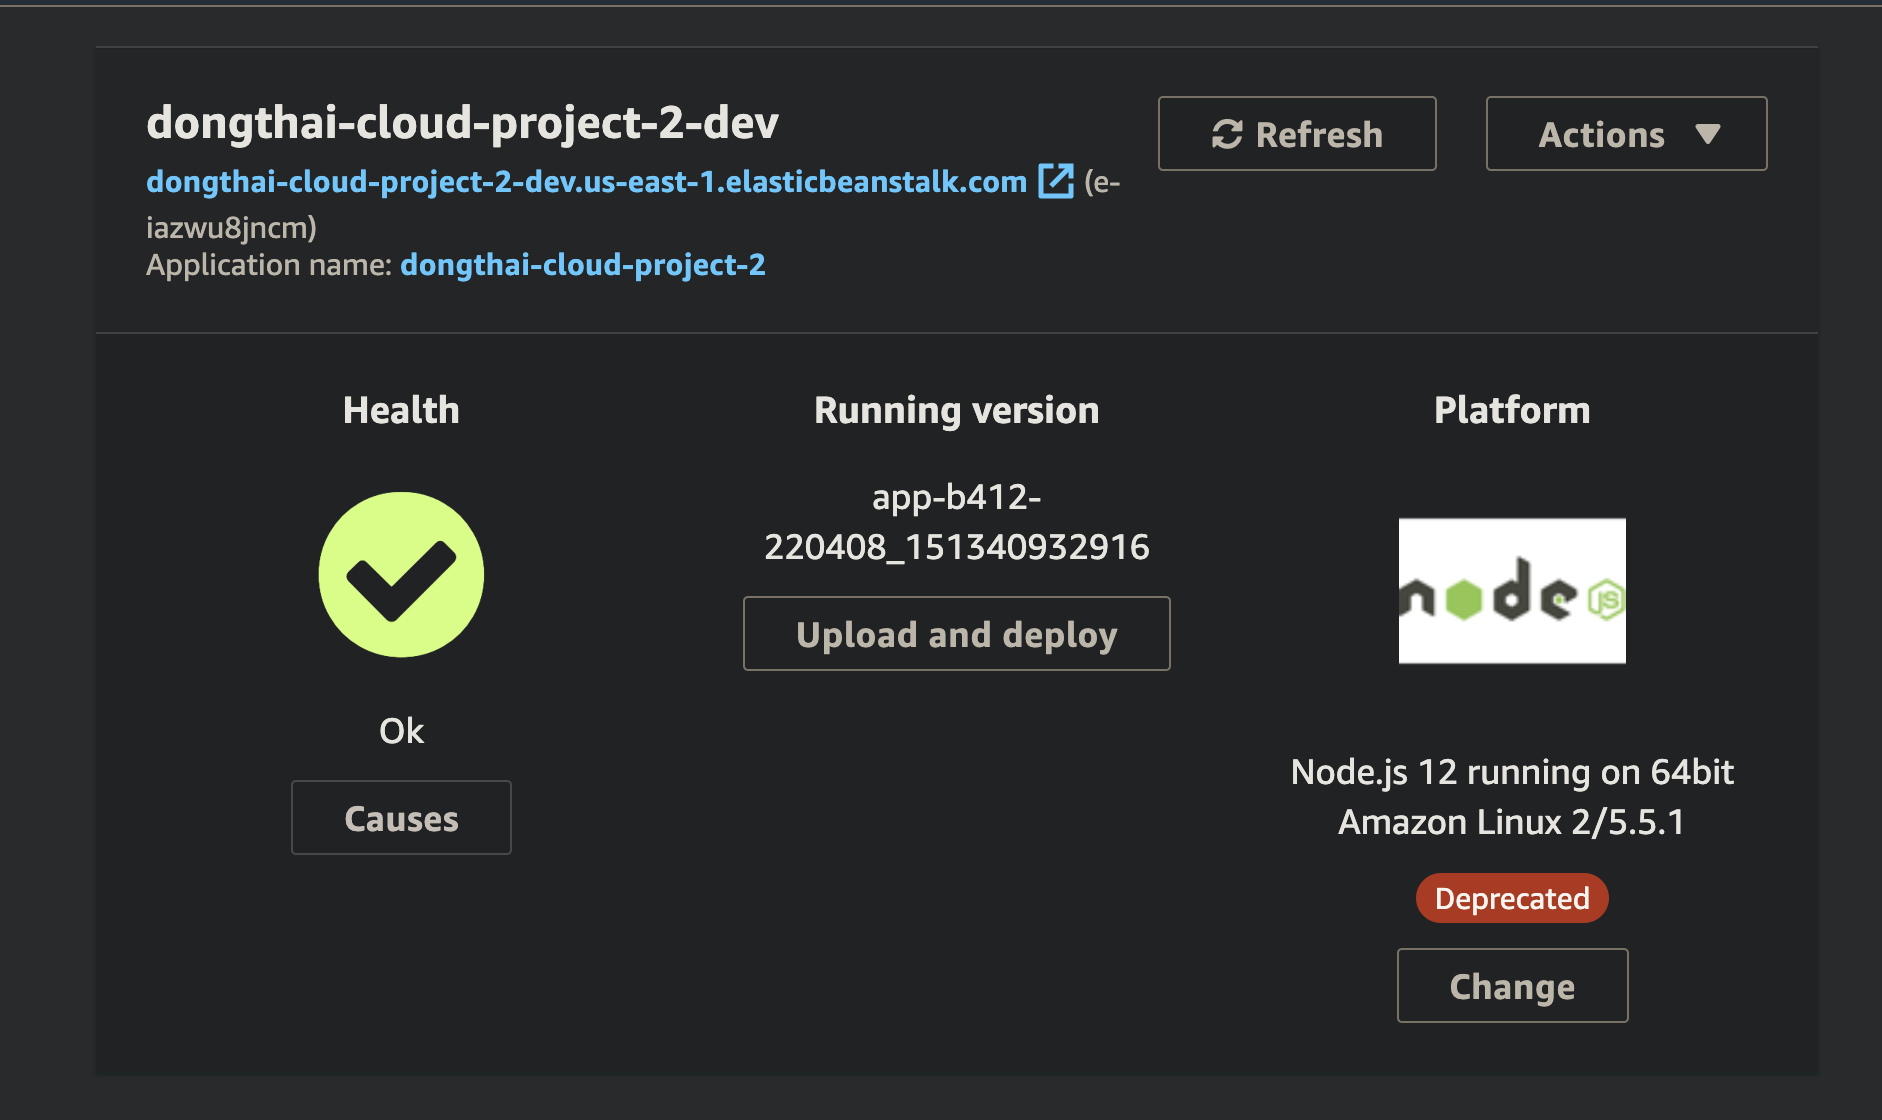 dongthai-cloud-project-2-dev
dongthai-cloud-project-2-dev.us-east-1.elasticbeanstalk.com (e-
iazwu8jncm)
Application name: dongthai-cloud-project-2
Refresh
Actions
Health
Ok
Causes
Running version
app-b412-
220408_151340932916
Upload and deploy
Platform
node JS
Node.js 12 running on 64bit
Amazon Linux 2/5.5.1
Deprecated
Change